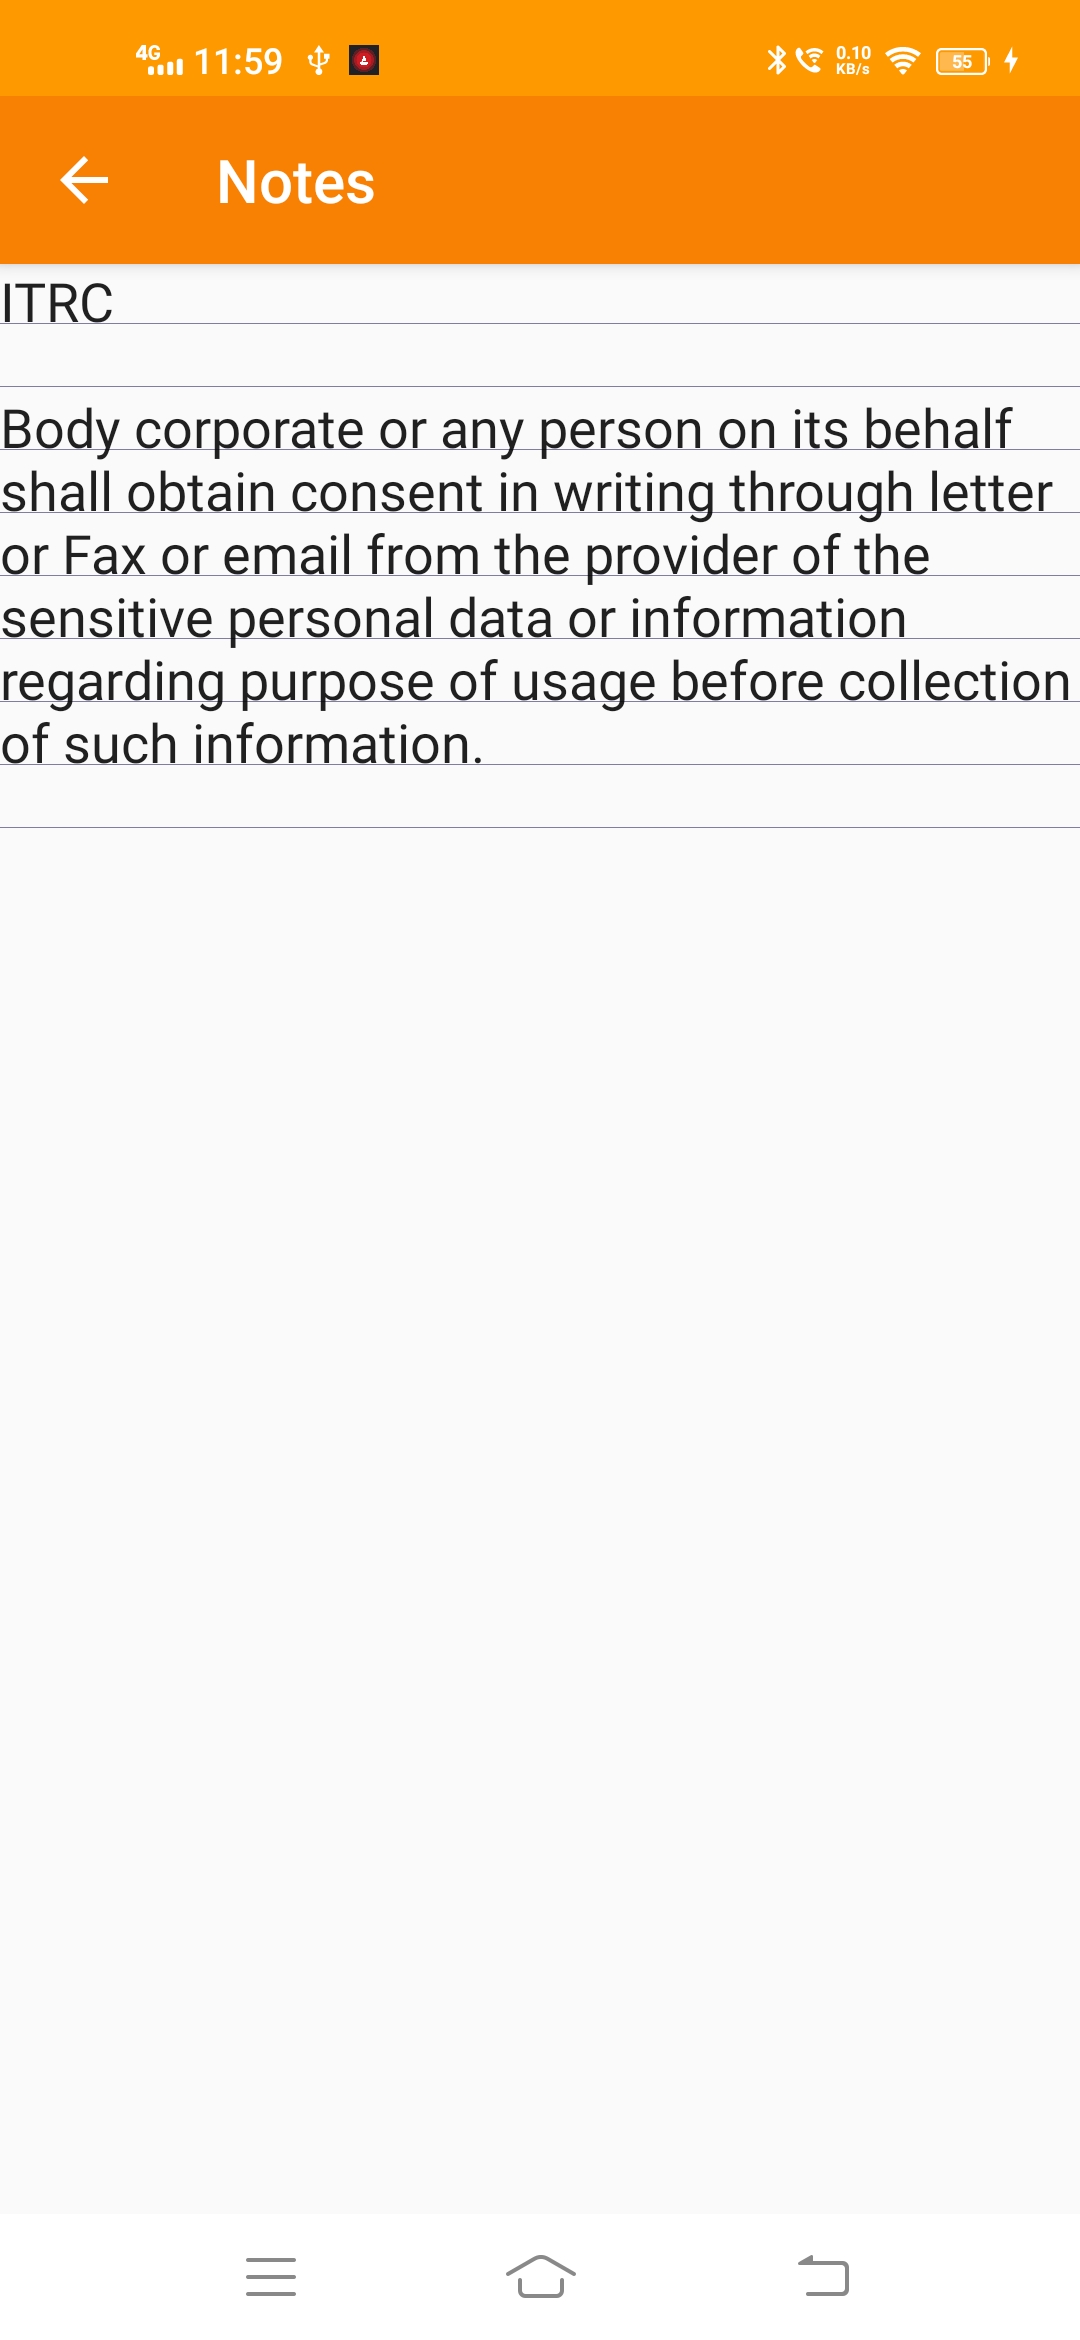 4G 11:59 0.10 KB/s 55
Notes
ITRC
Body corporate or any person on its behalf
shall obtain consent in writing through letter
or Fax or email from the provider of the
sensitive personal data or information
regarding purpose of usage before collection
of such information.